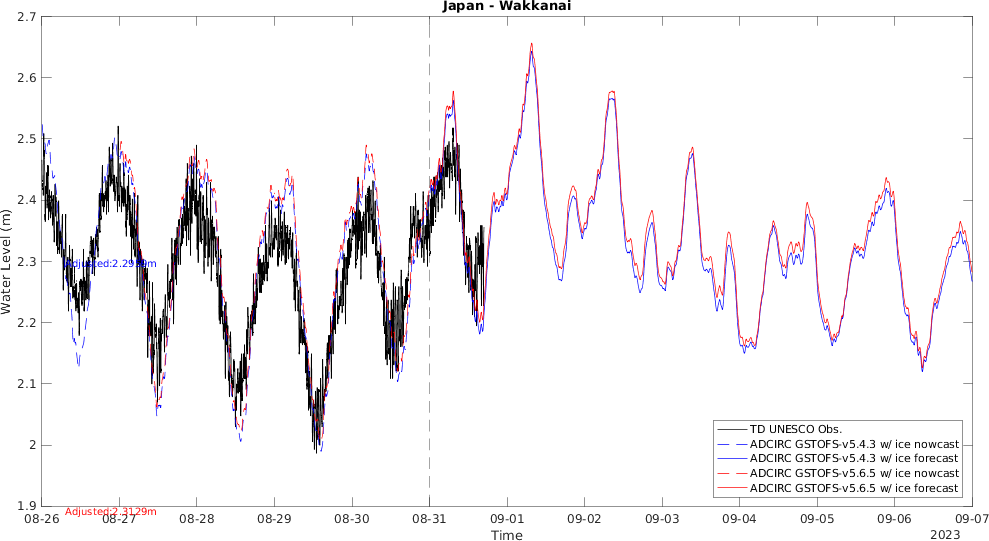 Japan - Wakkanai
2.7
2.6
2.5
2.4
2.3
2.2
2.1
2
1.9
Water Level (m)
Adjusted:2.2919m
Adjusted:2.3129m
08-26
08-27
08-28
08-29
08-30
08-31
09-01
09-02
09-03
09-04
09-05
09-06
09-07
Time
2023
TD UNESCO Obs.
ADCIRC GSTOFS-v5.4.3 w/ ice nowcast
ADCIRC GSTOFS-v5.4.3 w/ ice forecast
ADCIRC GSTOFS-v5.6.5 w/ ice nowcast
ADCIRC GSTOFS-v5.6.5 w/ ice forecast